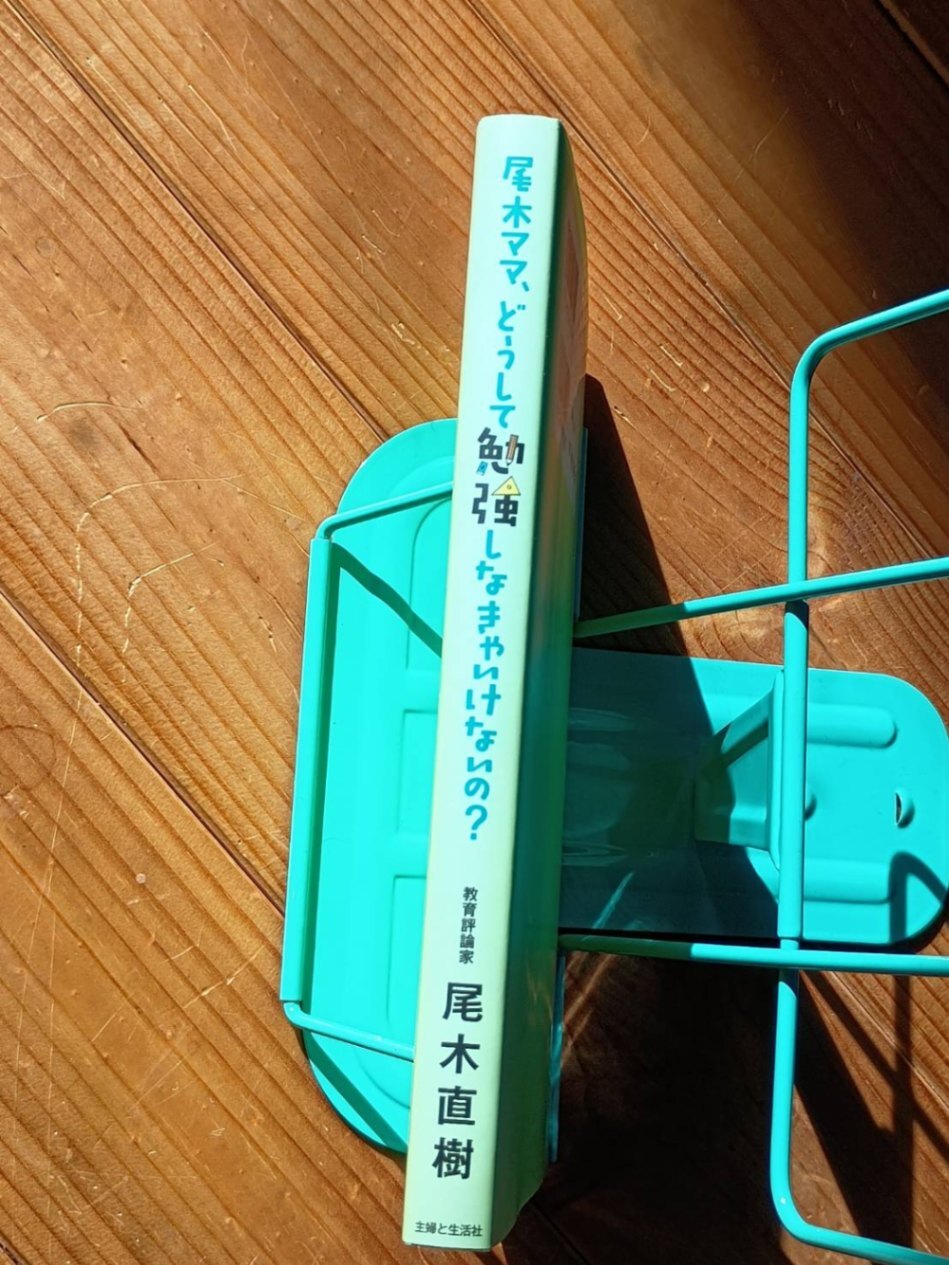 尾木ママ、どうして勉強しなきゃいけないの?
教育評論家
尾木直樹
主婦と生活社